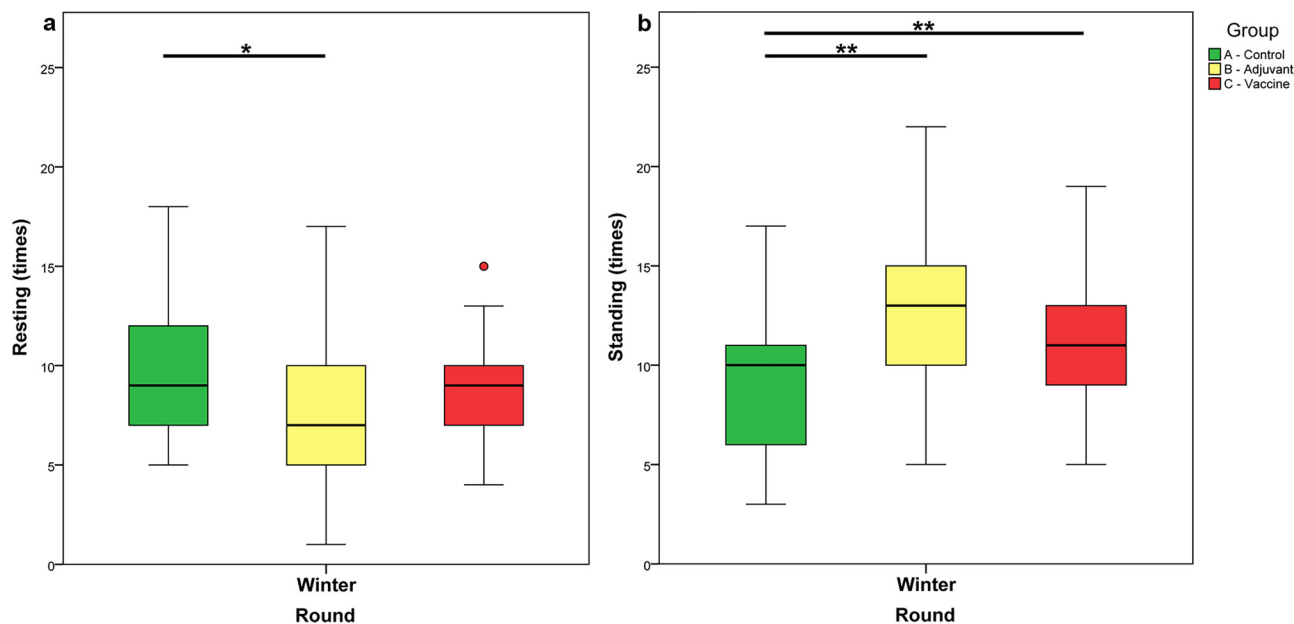 a
*
25
20
15
10
5
0
Resting (times)
Winter
Round
b
**
**
25
20
15
10
5
0
Standing (times)
Winter
Round
Group
A - Control
B - Adjuvant
C - Vaccine